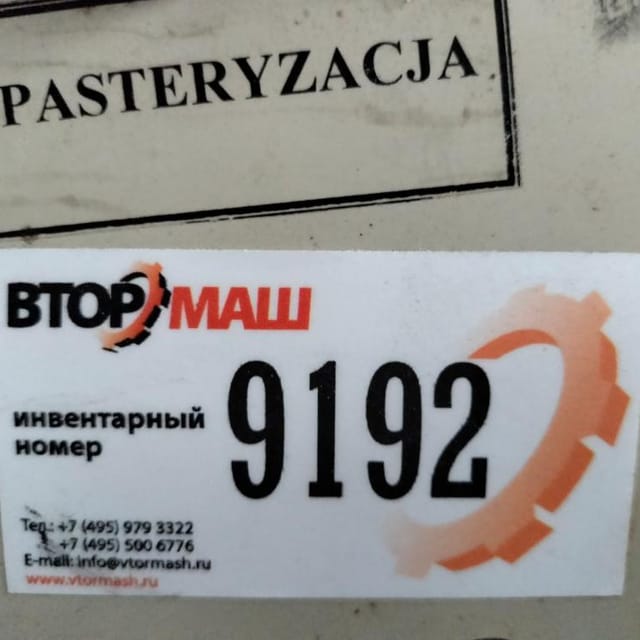 PASTERYZACJA
ВТОРМАШ
инвентарный
номер
9192
Тел.: +7 (495) 979 3322
+7 (495) 500 6776
E-mail: info@vtormash.ru
www.vtormash.ru